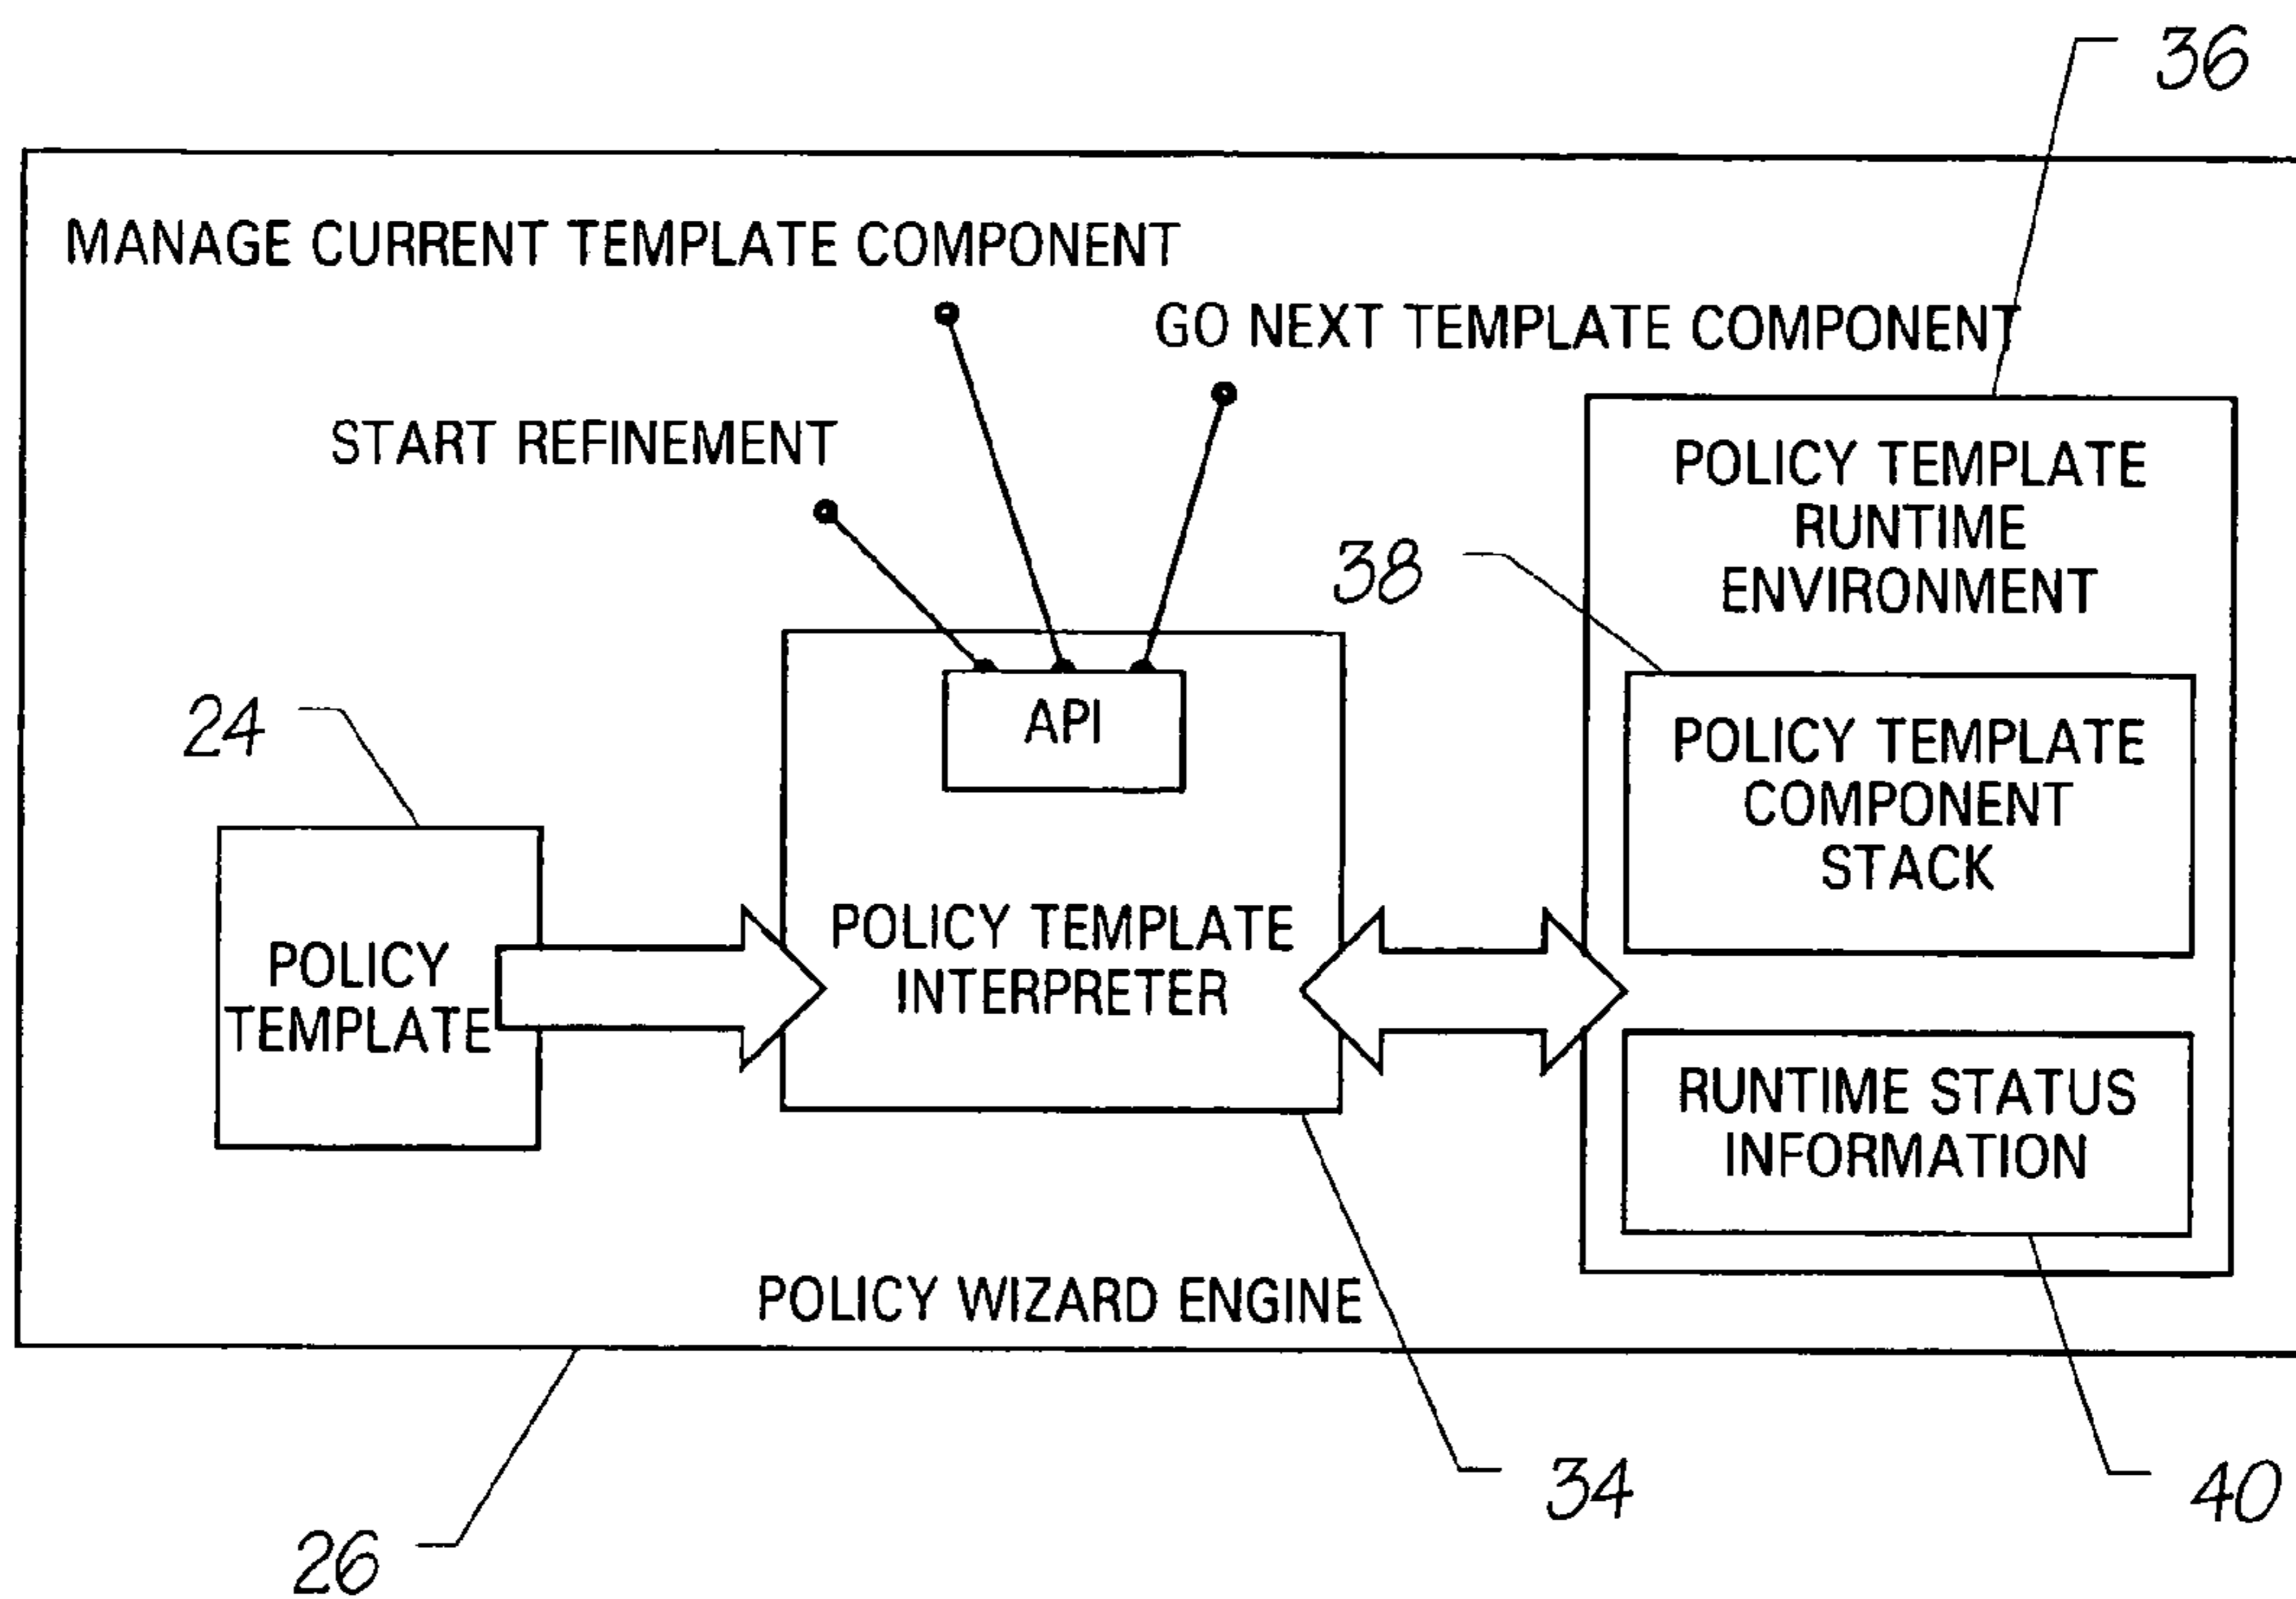 36
MANAGE CURRENT TEMPLATE COMPONENT
GO NEXT TEMPLATE COMPONENT
START REFINEMENT
POLICY TEMPLATE
RUNTIME
ENVIRONMENT
38
24
API
POLICY TEMPLATE
COMPONENT
STACK
POLICY
TEMPLATE
POLICY TEMPLATE
INTERPRETER
RUNTIME STATUS
INFORMATION
POLICY WIZARD ENGINE
34
40
26